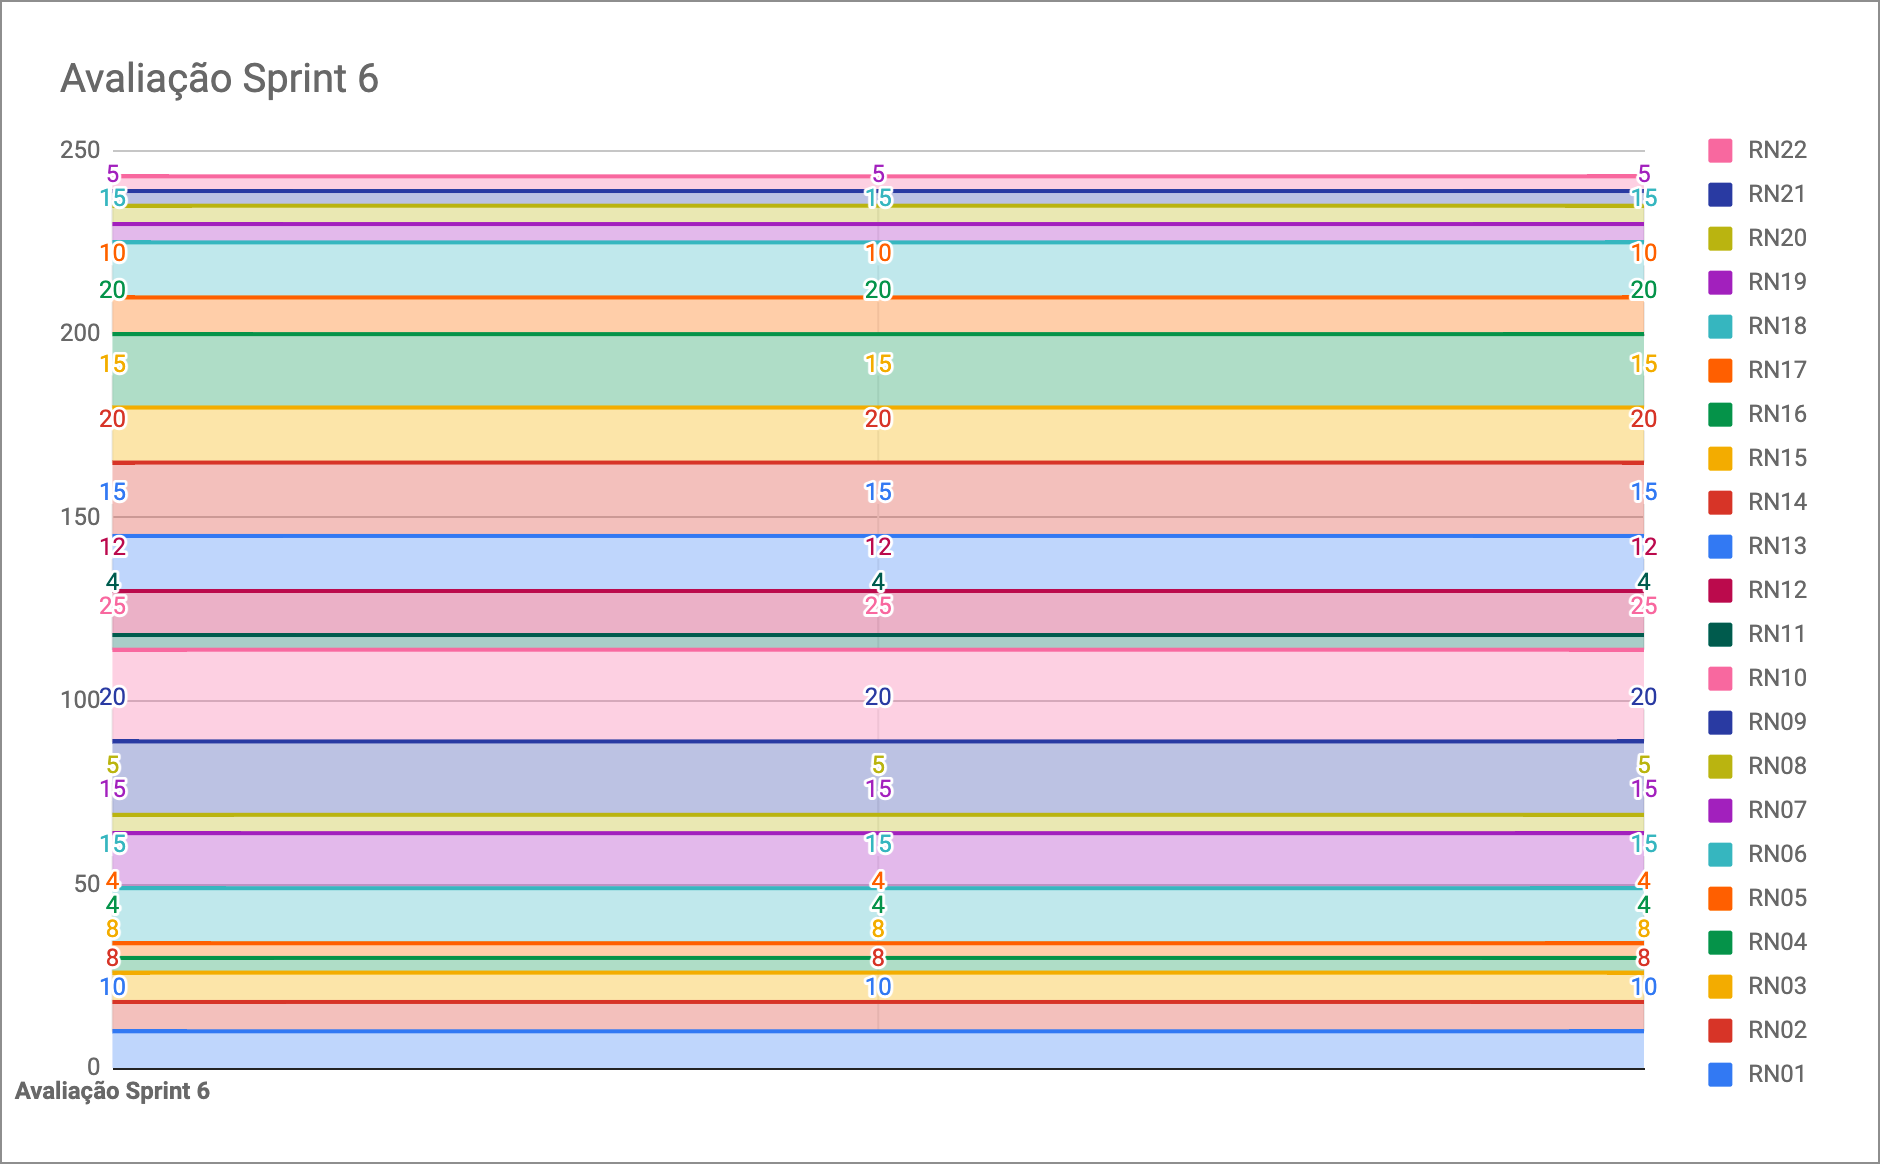 Avaliação Sprint 6
250
5 5 5
15 15 15
10 10 10
20 20 20
200
15 15 15
20 20 20
15 15 15
150
12 12 12
4 4 4
25 25 25
100
20 20 20
5 5 5
15 15 15
15 15 15
50
4 4 4
4 4 4
8 8 8
8 8 8
10 10 10
0
Avaliação Sprint 6
RN22
RN21
RN20
RN19
RN18
RN17
RN16
RN15
RN14
RN13
RN12
RN11
RN10
RN09
RN08
RN07
RN06
RN05
RN04
RN03
RN02
RN01